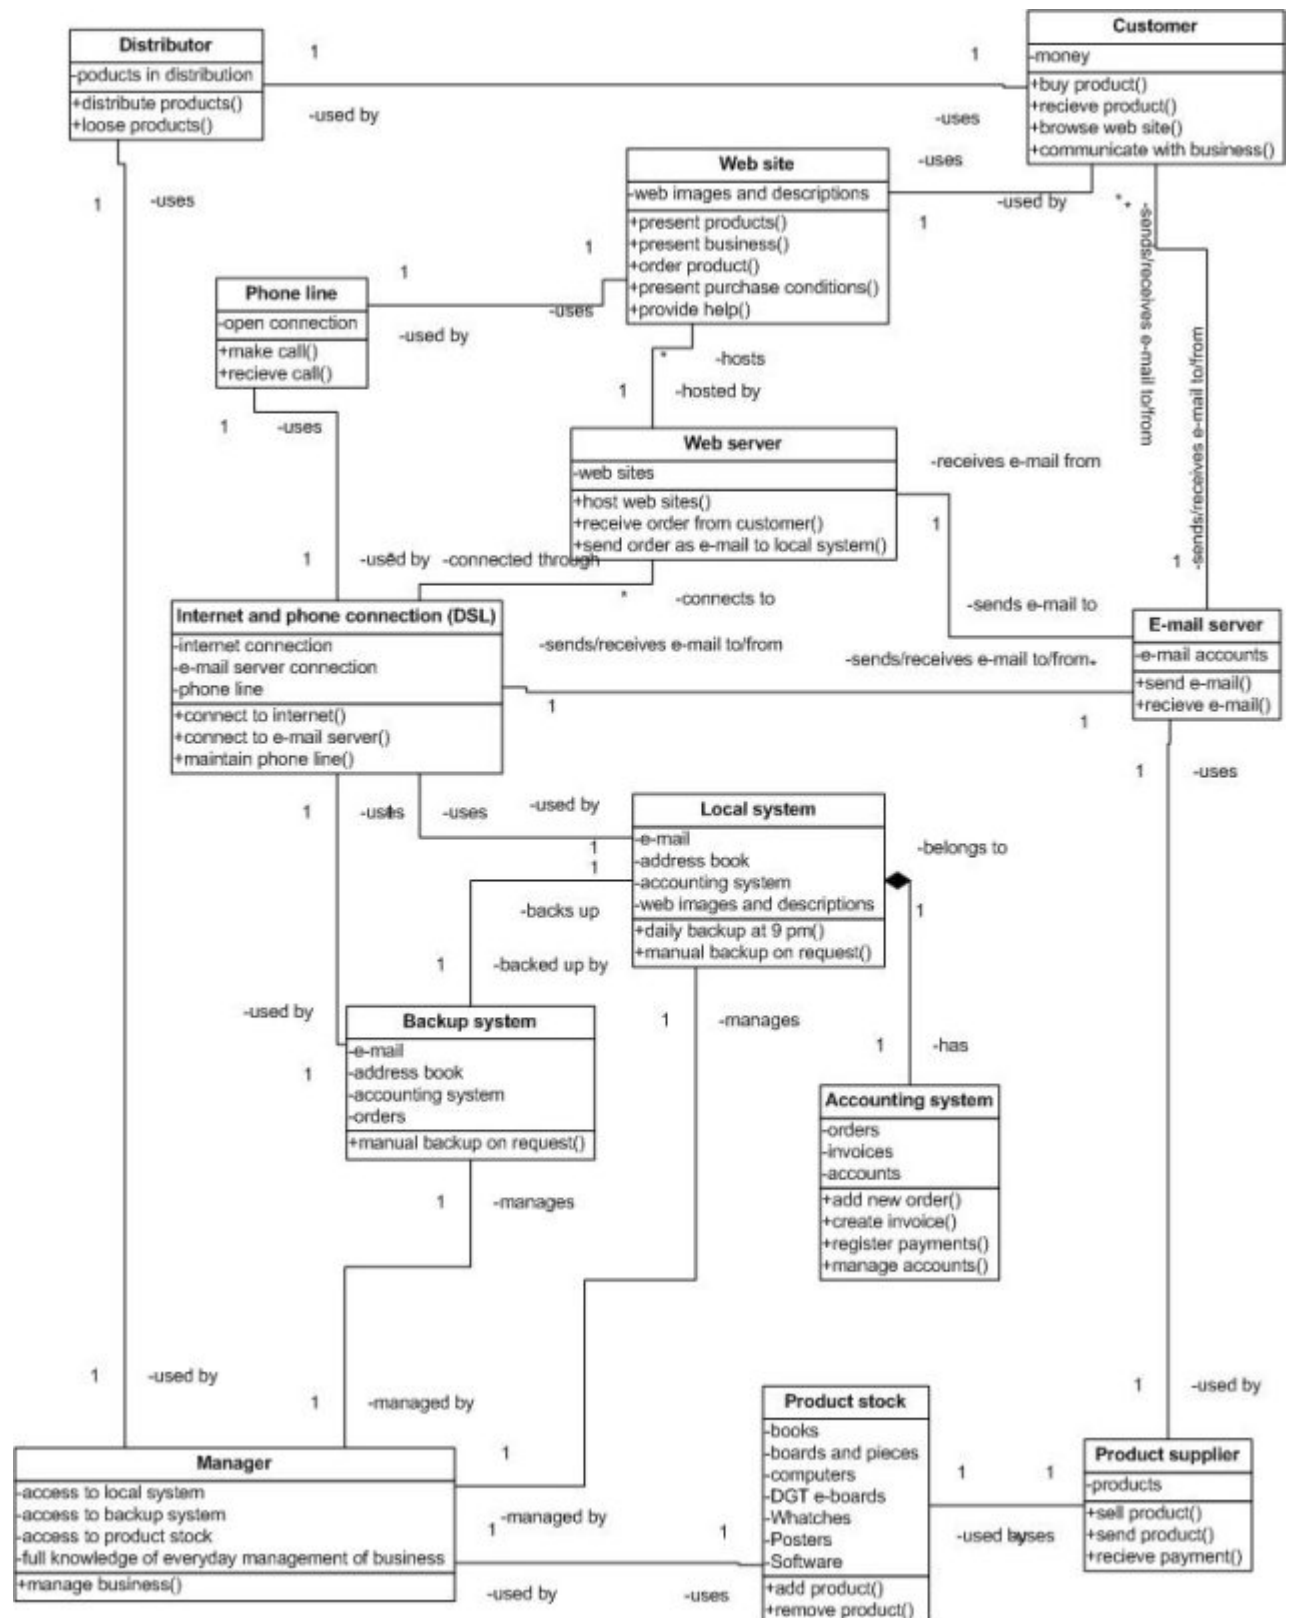 Distributor
-poducts in distribution
+distribute products()
+loose products()
1
1
-used by
-uses
Customer
-money
+buy product()
+recieve product()
+browse web site()
+communicate with business()
1
-uses
Web site
-web images and descriptions
+present products()
+present business()
+order product()
+present purchase conditions()
+provide help()
-uses
-used by
1
*
*
-sends/receives e-mail to/from
-sends/receives e-mail to/from
1
Phone line
-open connection
+make call()
+recieve call()
1
1
-uses
-used by
*
-hosts
1
-hosted by
1
-uses
Web server
-web sites
+host web sites()
+receive order from customer()
+send order as e-mail to local system()
-receives e-mail from
1
1
-used by
*
-connected through
*
-connects to
-sends e-mail to
Internet and phone connection (DSL)
-internet connection
-e-mail server connection
-phone line
+connect to internet()
+connect to e-mail server()
+maintain phone line()
-sends/receives e-mail to/from
-sends/receives e-mail to/from
*
1
1
E-mail server
-e-mail accounts
+send e-mail()
+recieve e-mail()
1
-uses
1
-uses
1
-uses
-used by
1
1
Local system
-e-mail
-address book
-accounting system
-web images and descriptions
+daily backup at 9 pm()
+manual backup on request()
-belongs to
1
-backs up
1
-backed up by
-used by
1
1
-manages
1
-has
Backup system
-e-mail
-address book
-accounting system
-orders
+manual backup on request()
Accounting system
-orders
-invoices
-accounts
+add new order()
+create invoice()
+register payments()
+manage accounts()
1
-manages
1
-used by
1
-managed by
1
-used by
Manager
-access to local system
-access to backup system
-access to product stock
-full knowledge of everyday management of business
+manage business()
1
-managed by
1
1
-used by
-uses
Product stock
-books
-boards and pieces
-computers
-DGT e-boards
-Whatches
-Posters
-Software
+add product()
+remove product()
1
1
-used by
-uses
Product supplier
-products
+sell product()
+send product()
+recieve payment()